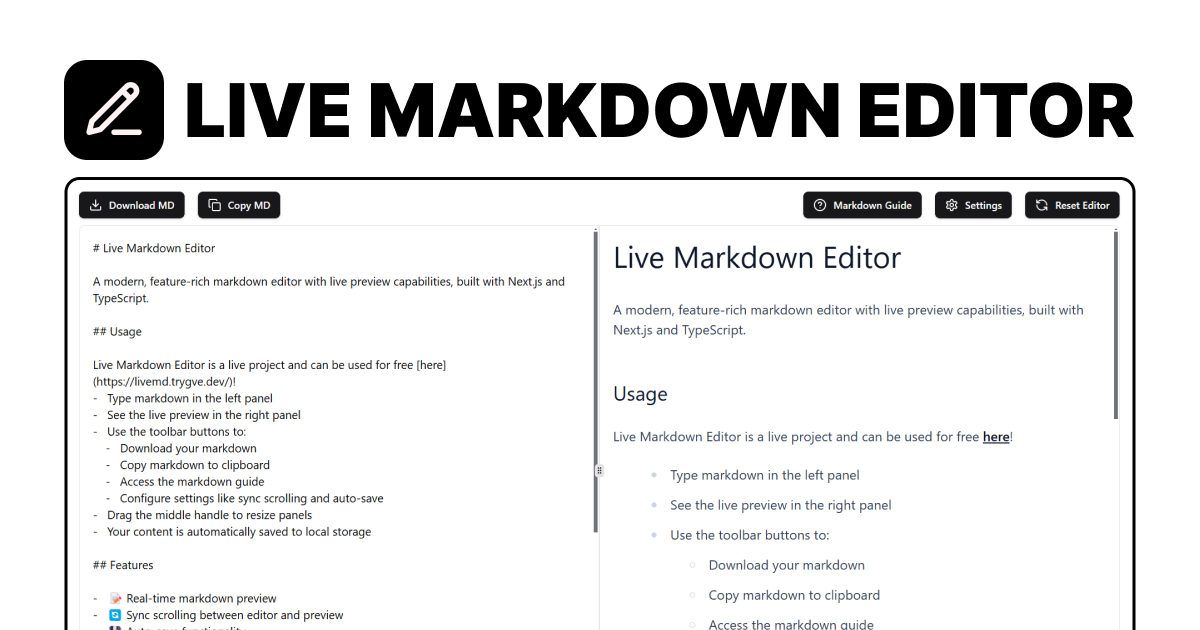 LIVE MARKDOWN EDITOR
Download MD
Copy MD
Markdown Guide
Settings
Reset Editor
# Live Markdown Editor
A modern, feature-rich markdown editor with live preview capabilities, built with Next.js and
TypeScript.
## Usage
Live Markdown Editor is a live project and can be used for free [here]
(https://livemd.trygve.dev/)!
- Type markdown in the left panel
- See the live preview in the right panel
- Use the toolbar buttons to:
- Download your markdown
- Copy markdown to clipboard
- Access the markdown guide
- Configure settings like sync scrolling and auto-save
- Drag the middle handle to resize panels
- Your content is automatically saved to local storage
## Features
- 📝 Real-time markdown preview
- 🔄 Sync scrolling between editor and preview
- 💾 Auto-save functionality
Live Markdown Editor
A modern, feature-rich markdown editor with live preview capabilities, built with
Next.js and TypeScript.
Usage
Live Markdown Editor is a live project and can be used for free here!
Type markdown in the left panel
See the live preview in the right panel
Use the toolbar buttons to:
Download your markdown
Copy markdown to clipboard
Access the markdown guide